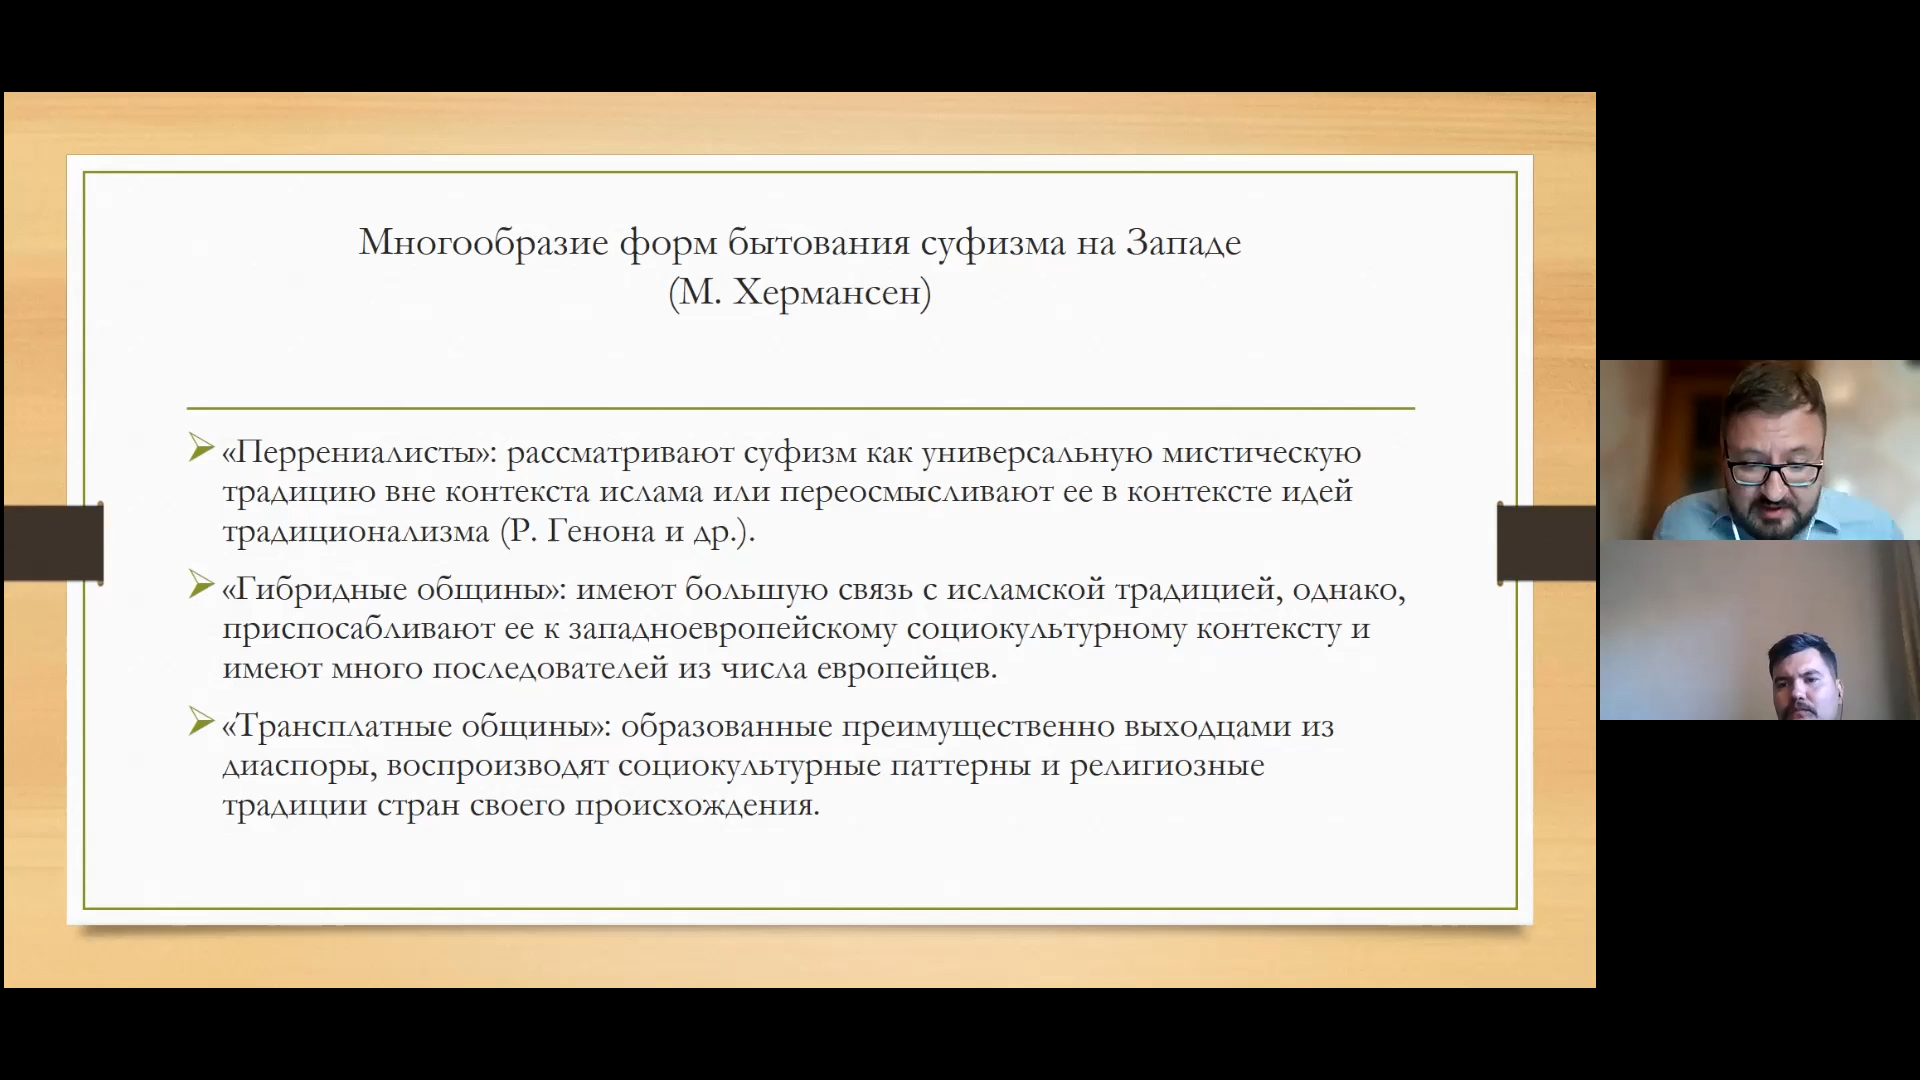 Многообразие форм бытования суфизма на Западе
(М. Хермансен)
«Перрениалисты»: рассматривают суфизм как универсальную мистическую
традицию вне контекста ислама или переосмысливают ее в контексте идей
традиционализма (Р. Генона и др.).
«Гибридные общины»: имеют большую связь с исламской традицией, однако,
приспосабливают ее к западноевропейскому социокультурному контексту и
имеют много последователей из числа европейцев.
«Трансплатные общины»: образованные преимущественно выходцами из
диаспоры, воспроизводят социокультурные паттерны и религиозные
традиции стран своего происхождения.